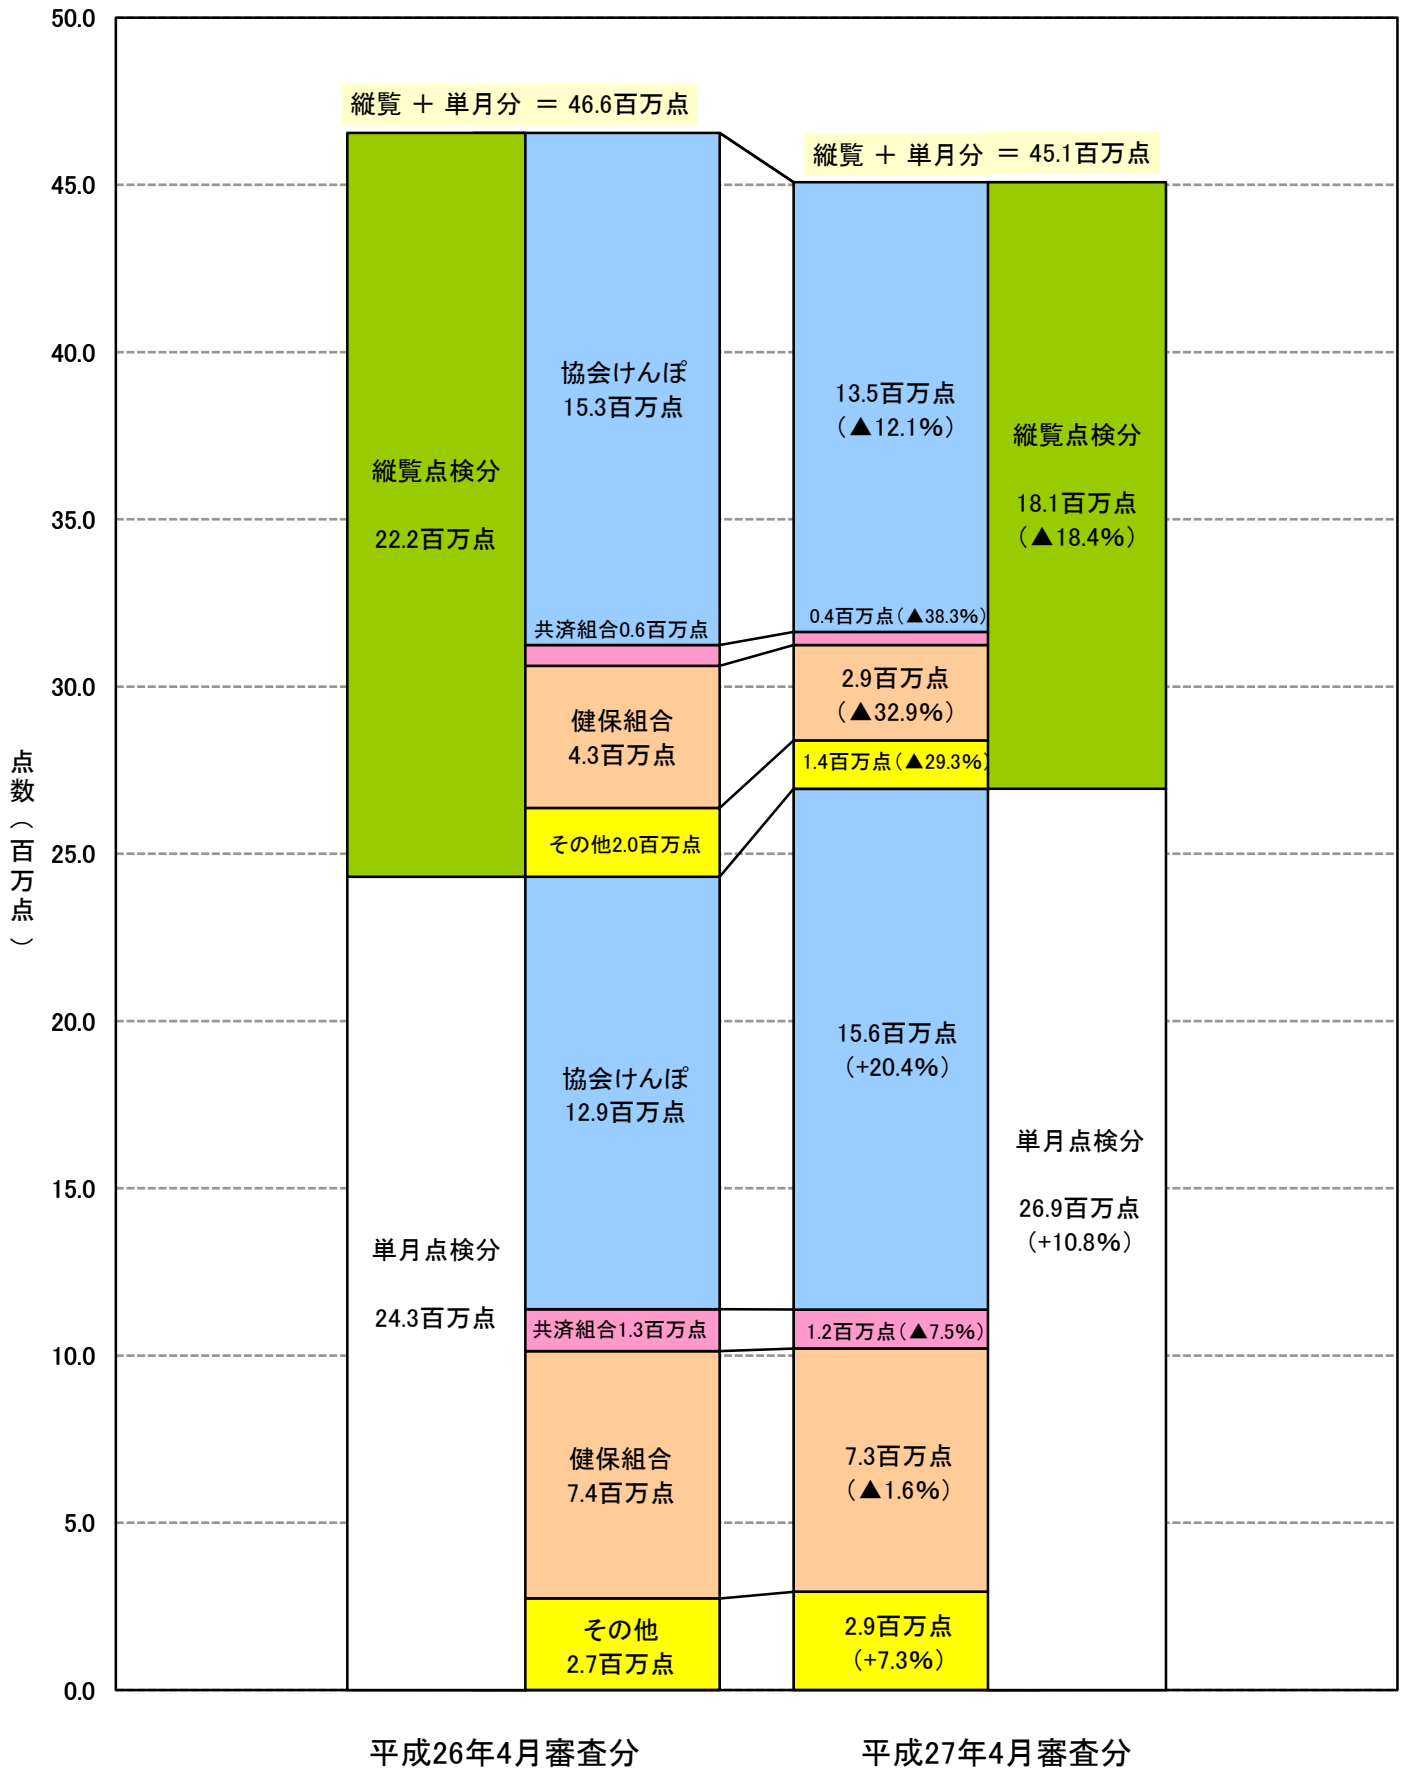 50.0
45.0
40.0
35.0
30.0
25.0
20.0
15.0
10.0
5.0
0.0
点数（百万点）
縦覧 ＋ 単月分 ＝ 46.6百万点
縦覧点検分
22.2百万点
単月点検分
24.3百万点
協会けんぽ
15.3百万点
共済組合0.6百万点
健保組合
4.3百万点
その他2.0百万点
協会けんぽ
12.9百万点
共済組合1.3百万点
健保組合
7.4百万点
その他
2.7百万点
縦覧 ＋ 単月分 ＝ 45.1百万点
13.5百万点
（▲12.1%）
0.4百万点（▲38.3%）
2.9百万点
（▲32.9%）
1.4百万点（▲29.3%）
15.6百万点
（+20.4%）
1.2百万点（▲7.5%）
7.3百万点
（▲1.6%）
2.9百万点
（+7.3%）
縦覧点検分
18.1百万点
（▲18.4%）
単月点検分
26.9百万点
（+10.8%）
平成26年4月審査分
平成27年4月審査分